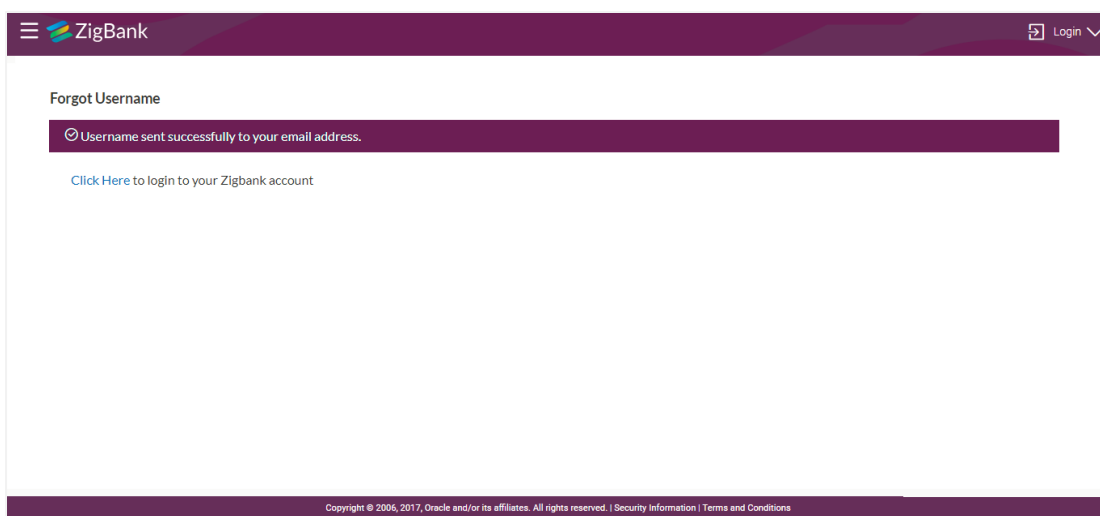 ZigBank
Login
Forgot Username
Username sent successfully to your email address.
Click Here to login to your Zigbank account
Copyright © 2006, 2017, Oracle and/or its affiliates. All rights reserved. | Security Information | Terms and Conditions